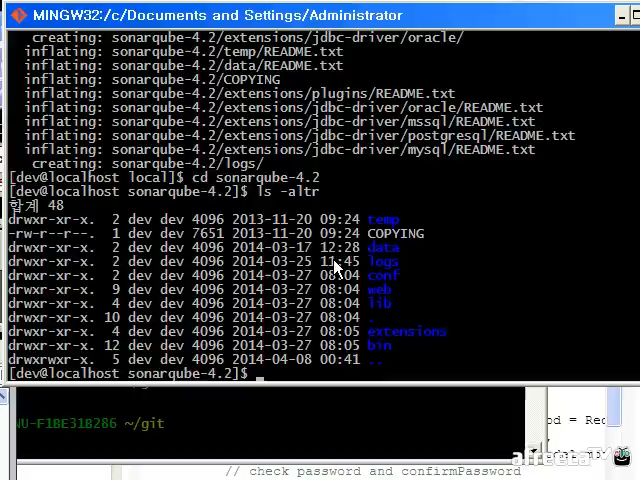 MINGW32:/c/Documents and Settings/Administrator
creating: sonarqube-4.2/extensions/jdbc-driver/oracle/
inflating: sonarqube-4.2/temp/README.txt
inflating: sonarqube-4.2/data/README.txt
inflating: sonarqube-4.2/COPYING
inflating: sonarqube-4.2/extensions/plugins/README.txt
inflating: sonarqube-4.2/extensions/jdbc-driver/oracle/README.txt
inflating: sonarqube-4.2/extensions/jdbc-driver/mssql/README.txt
inflating: sonarqube-4.2/extensions/jdbc-driver/postgresql/README.txt
inflating: sonarqube-4.2/extensions/jdbc-driver/mysql/README.txt
creating: sonarqube-4.2/logs/
[dev@localhost local]$ cd sonarqube-4.2
[dev@localhost sonarqube-4.2]$ ls -altr
합계 48
drwxr-xr-x. 2 dev dev 4096 2013-11-20 09:24 temp
-rw-r--r--. 1 dev dev 7651 2013-11-20 09:24 COPYING
drwxr-xr-x. 2 dev dev 4096 2014-03-17 12:28 data
drwxr-xr-x. 2 dev dev 4096 2014-03-25 11:45 logs
drwxr-xr-x. 2 dev dev 4096 2014-03-27 08:04 conf
drwxr-xr-x. 9 dev dev 4096 2014-03-27 08:04 web
drwxr-xr-x. 4 dev dev 4096 2014-03-27 08:04 lib
drwxr-xr-x. 10 dev dev 4096 2014-03-27 08:04 .
drwxr-xr-x. 4 dev dev 4096 2014-03-27 08:05 extensions
drwxr-xr-x. 12 dev dev 4096 2014-03-27 08:05 bin
drwxrwxr-x. 5 dev dev 4096 2014-04-08 00:41 ..
[dev@localhost sonarqube-4.2]$
NU-F1BE31B286 ~/git
od = Rec
afreecaTV
// check password and confirmPassword